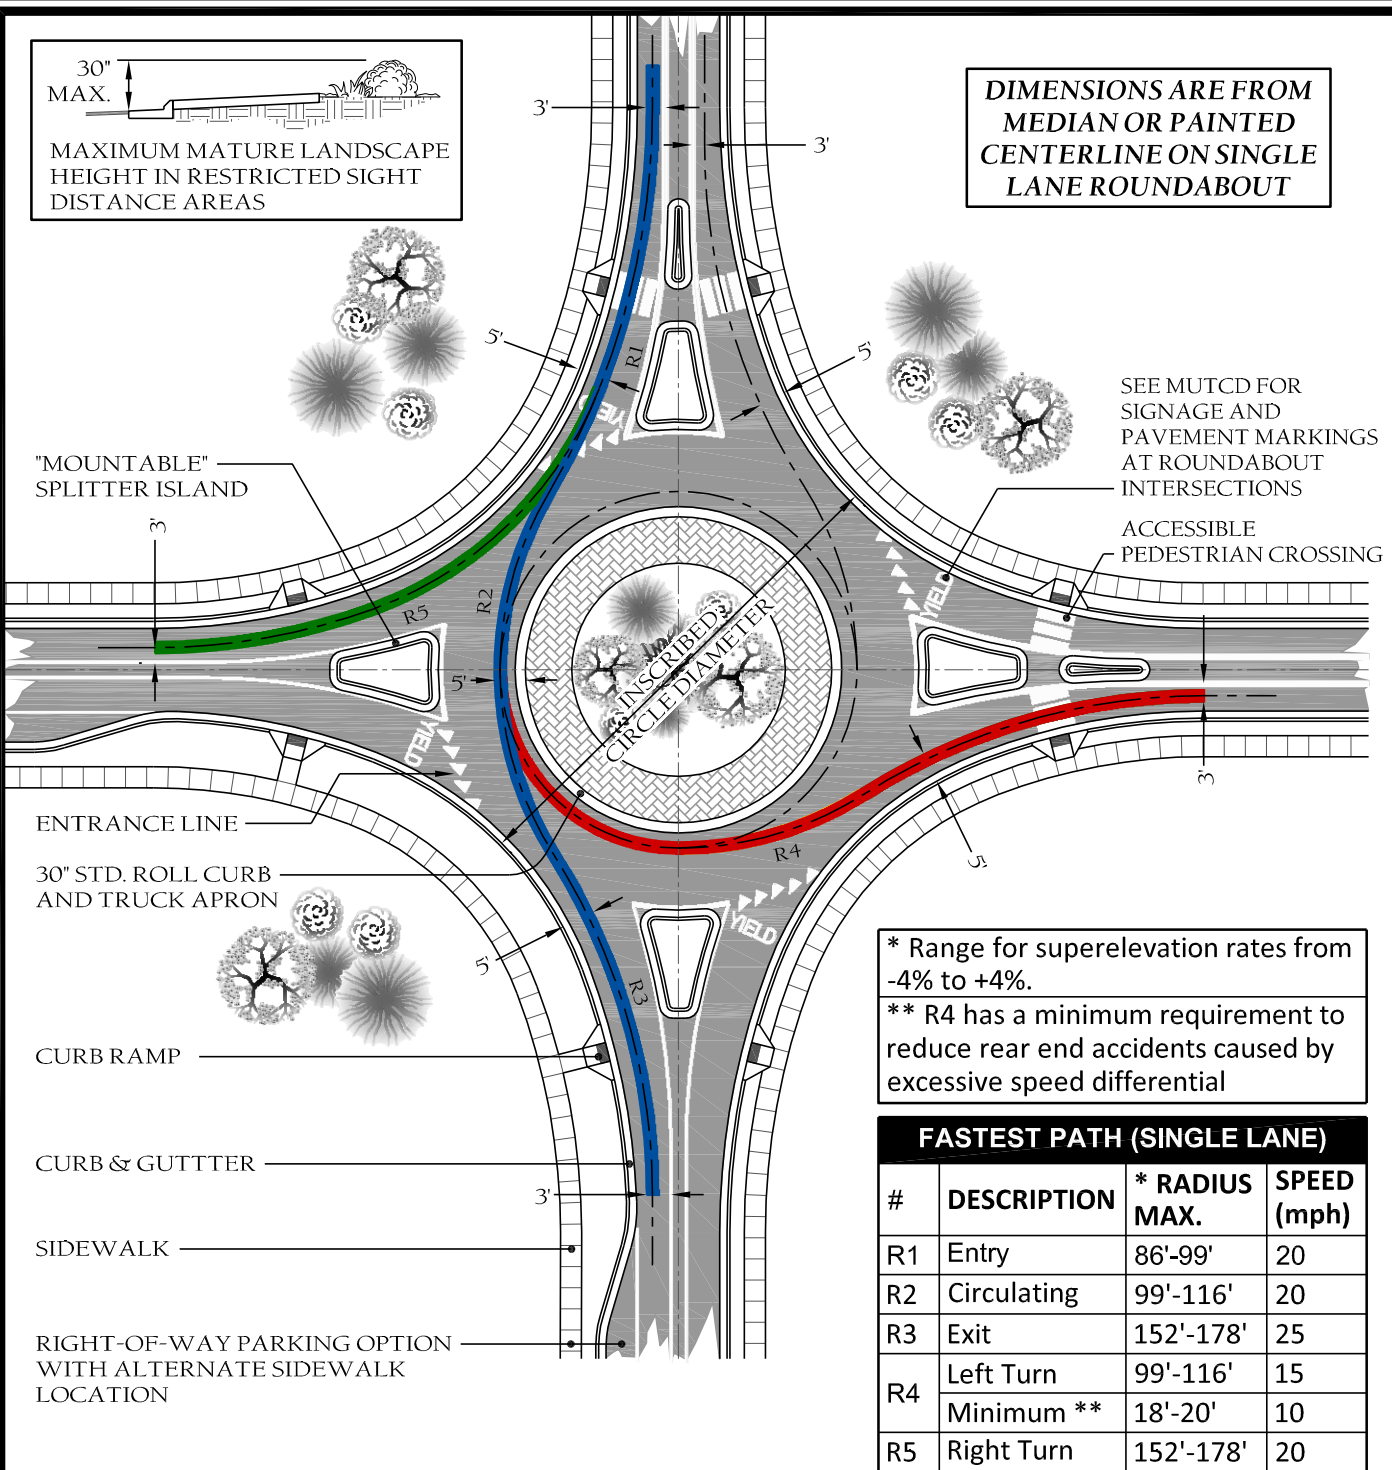 30"
MAX.
MAXIMUM MATURE LANDSCAPE
HEIGHT IN RESTRICTED SIGHT
DISTANCE AREAS
3'
3'
DIMENSIONS ARE FROM
MEDIAN OR PAINTED
CENTERLINE ON SINGLE
LANE ROUNDABOUT
5'
R1
5'
YIELD
SEE MUTCD FOR
SIGNAGE AND
PAVEMENT MARKINGS
AT ROUNDABOUT
INTERSECTIONS
"MOUNTABLE"
SPLITTER ISLAND
3'
ACCESSIBLE
PEDESTRIAN CROSSING
YIELD
R2
R5
INSCRIBED
CIRCLE DIAMETER
5'
YIELD
3'
ENTRANCE LINE
R4
5'
30" STD. ROLL CURB
AND TRUCK APRON
YIELD
5'
R3
CURB RAMP
CURB & GUTTTER
3'
SIDEWALK
RIGHT-OF-WAY PARKING OPTION
WITH ALTERNATE SIDEWALK
LOCATION
* Range for superelevation rates from
-4% to +4%.
** R4 has a minimum requirement to
reduce rear end accidents caused by
excessive speed differential
FASTEST PATH (SINGLE LANE)
# DESCRIPTION * RADIUS MAX. SPEED (mph)
R1 Entry 86'-99' 20
R2 Circulating 99'-116' 20
R3 Exit 152'-178' 25
R4 Left Turn 99'-116' 15
Minimum ** 18'-20' 10
R5 Right Turn 152'-178' 20